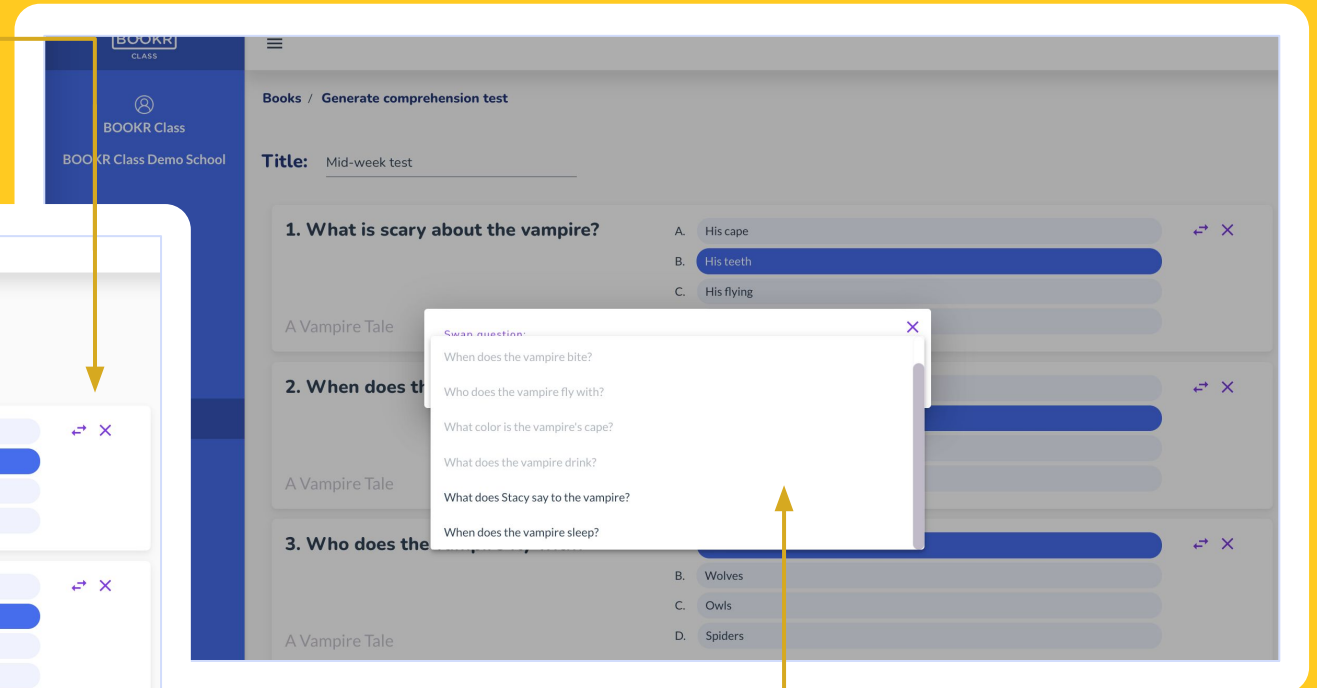 BOOKR
CLASS
BOOKR Class
BOOKR Class Demo School
Books / Generate comprehension test
Title: Mid-week test
1. What is scary about the vampire?
A. His cape
B. His teeth
C. His flying
A Vampire Tale
Swap question:
When does the vampire bite?
Who does the vampire fly with?
What color is the vampire's cape?
What does the vampire drink?
What does Stacy say to the vampire?
When does the vampire sleep?
2. When does
A Vampire Tale
3. Who does the
B. Wolves
C. Owls
D. Spiders
A Vampire Tale